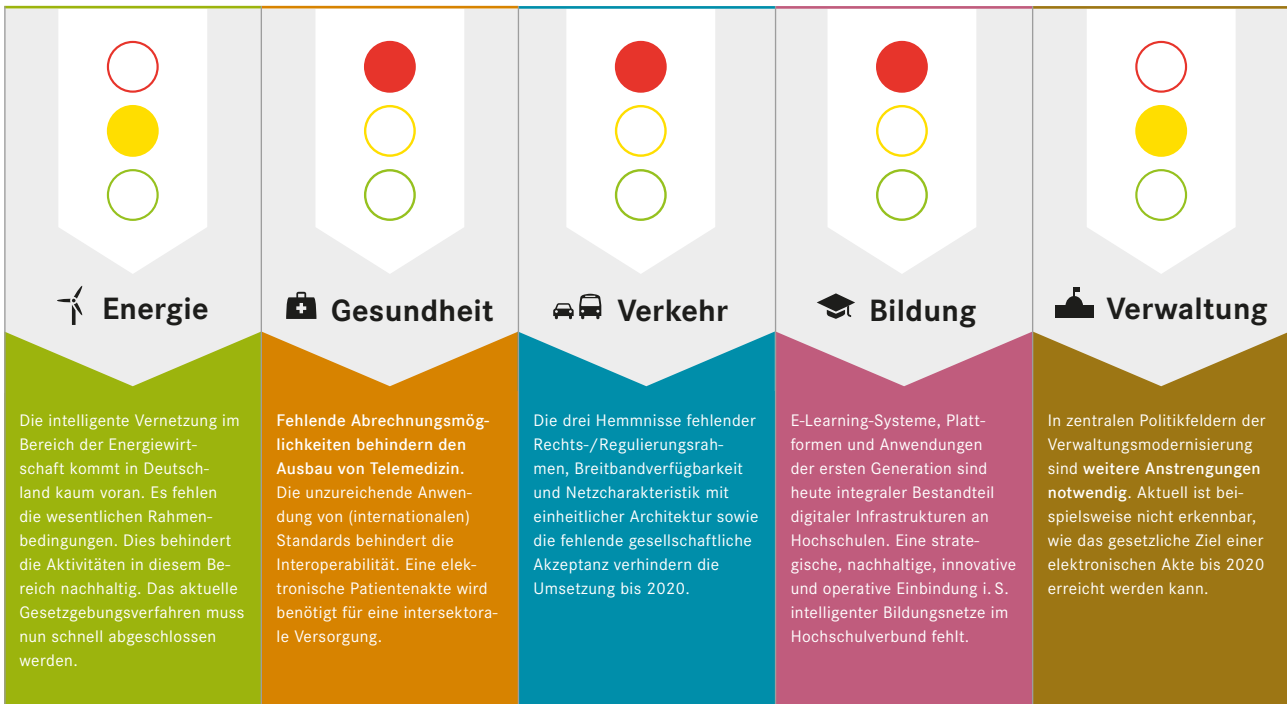 Energie
Die intelligente Vernetzung im
Bereich der Energiewirt-
schaft kommt in Deutsch-
land kaum voran. Es fehlen
die wesentlichen Rahmen-
bedingungen. Dies behindert
die Aktivitäten in diesem Be-
reich nachhaltig. Das aktuelle
Gesetzgebungsverfahren muss
nun schnell abgeschlossen
werden.
Gesundheit
Fehlende Abrechnungsmög-
lichkeiten behindern den
Ausbau von Telemedizin.
Die unzureichende Anwen-
dung von (internationalen)
Standards behindert die
Interoperabilität. Eine elek-
tronische Patientenakte wird
benötigt für eine intersektora-
le Versorgung.
Verkehr
Die drei Hemmnisse fehlender
Rechts-/Regulierungsrah-
men, Breitbandverfügbarkeit
und Netzcharakteristik mit
einheitlicher Architektur sowie
die fehlende gesellschaftliche
Akzeptanz verhindern die
Umsetzung bis 2020.
Bildung
E-Learning-Systeme, Platt-
formen und Anwendungen
der ersten Generation sind
heute integraler Bestandteil
digitaler Infrastrukturen an
Hochschulen. Eine strate-
gische, nachhaltige, innovative
und operative Einbindung i. S.
intelligenter Bildungsnetze im
Hochschulverbund fehlt.
Verwaltung
In zentralen Politikfeldern der
Verwaltungsmodernisierung
sind weitere Anstrengungen
notwendig. Aktuell ist bei-
spielsweise nicht erkennbar,
wie das gesetzliche Ziel einer
elektronischen Akte bis 2020
erreicht werden kann.